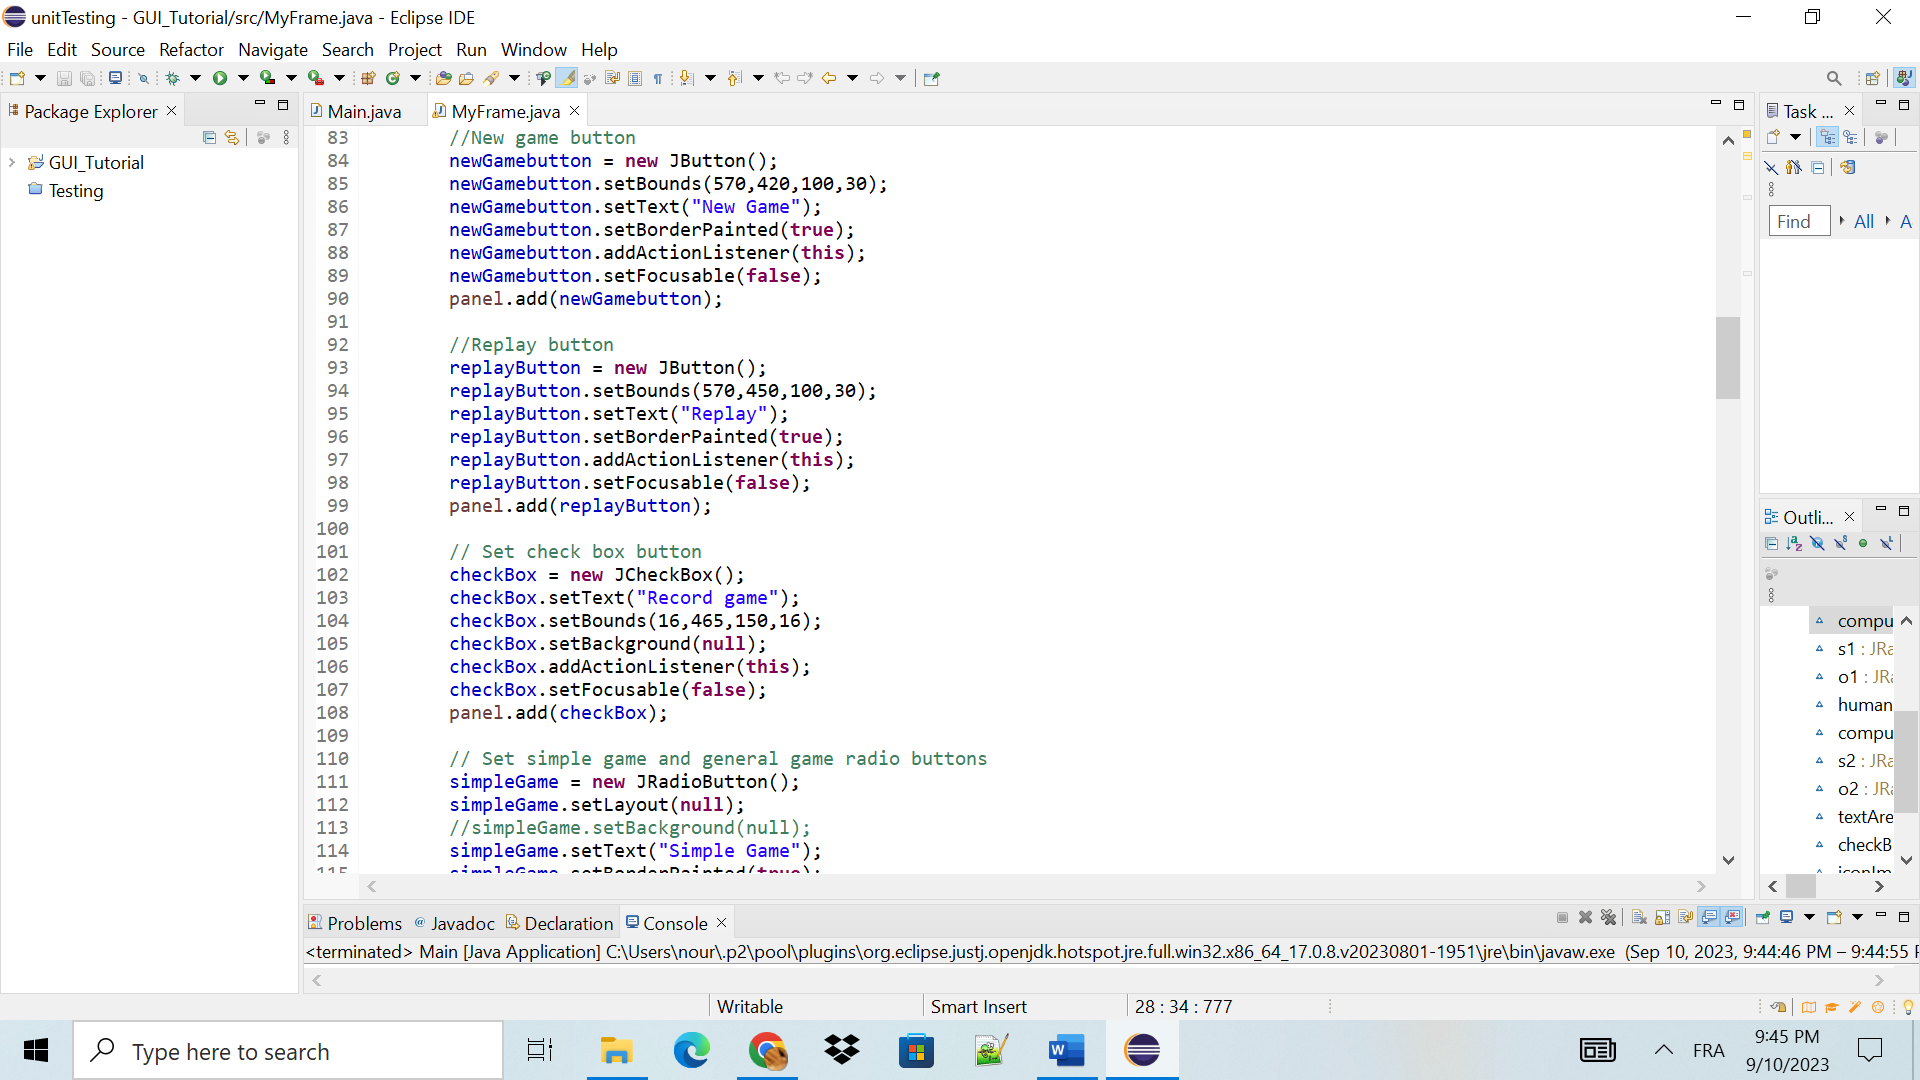 unitTesting - GUI_Tutorial/src/MyFrame.java - Eclipse IDE
File Edit Source Refactor Navigate Search Project Run Window Help
Package Explorer
GUI_Tutorial
Testing
Main.java MyFrame.java
83 //New game button
84 newGamebutton = new JButton();
85 newGamebutton.setBounds(570,420,100,30);
86 newGamebutton.setText("New Game");
87 newGamebutton.setBorderPainted(true);
88 newGamebutton.addActionListener(this);
89 newGamebutton.setFocusable(false);
90 panel.add(newGamebutton);
91
92 //Replay button
93 replayButton = new JButton();
94 replayButton.setBounds(570,450,100,30);
95 replayButton.setText("Replay");
96 replayButton.setBorderPainted(true);
97 replayButton.addActionListener(this);
98 replayButton.setFocusable(false);
99 panel.add(replayButton);
100
101 // Set check box button
102 checkBox = new JCheckBox();
103 checkBox.setText("Record game");
104 checkBox.setBounds(16,465,150,16);
105 checkBox.setBackground(null);
106 checkBox.addActionListener(this);
107 checkBox.setFocusable(false);
108 panel.add(checkBox);
109
110 // Set simple game and general game radio buttons
111 simpleGame = new JRadioButton();
112 simpleGame.setLayout(null);
113 //simpleGame.setBackground(null);
114 simpleGame.setText("Simple Game");
115 simpleGame.setBorderPainted(true);
Task ...
Find All A
Outli...
compu
s1 : JRa
o1 : JRa
human
compu
s2 : JRa
o2 : JRa
textAre
checkB
iconIm
Problems Javadoc Declaration Console
<terminated> Main [Java Application] C:\Users\nour\.p2\pool\plugins\org.eclipse.justj.openjdk.hotspot.jre.full.win32.x86_64_17.0.8.v20230801-1951\jre\bin\javaw.exe (Sep 10, 2023, 9:44:46 PM – 9:44:55 P
Writable Smart Insert 28 : 34 : 777
Type here to search
FRA
9:45 PM
9/10/2023